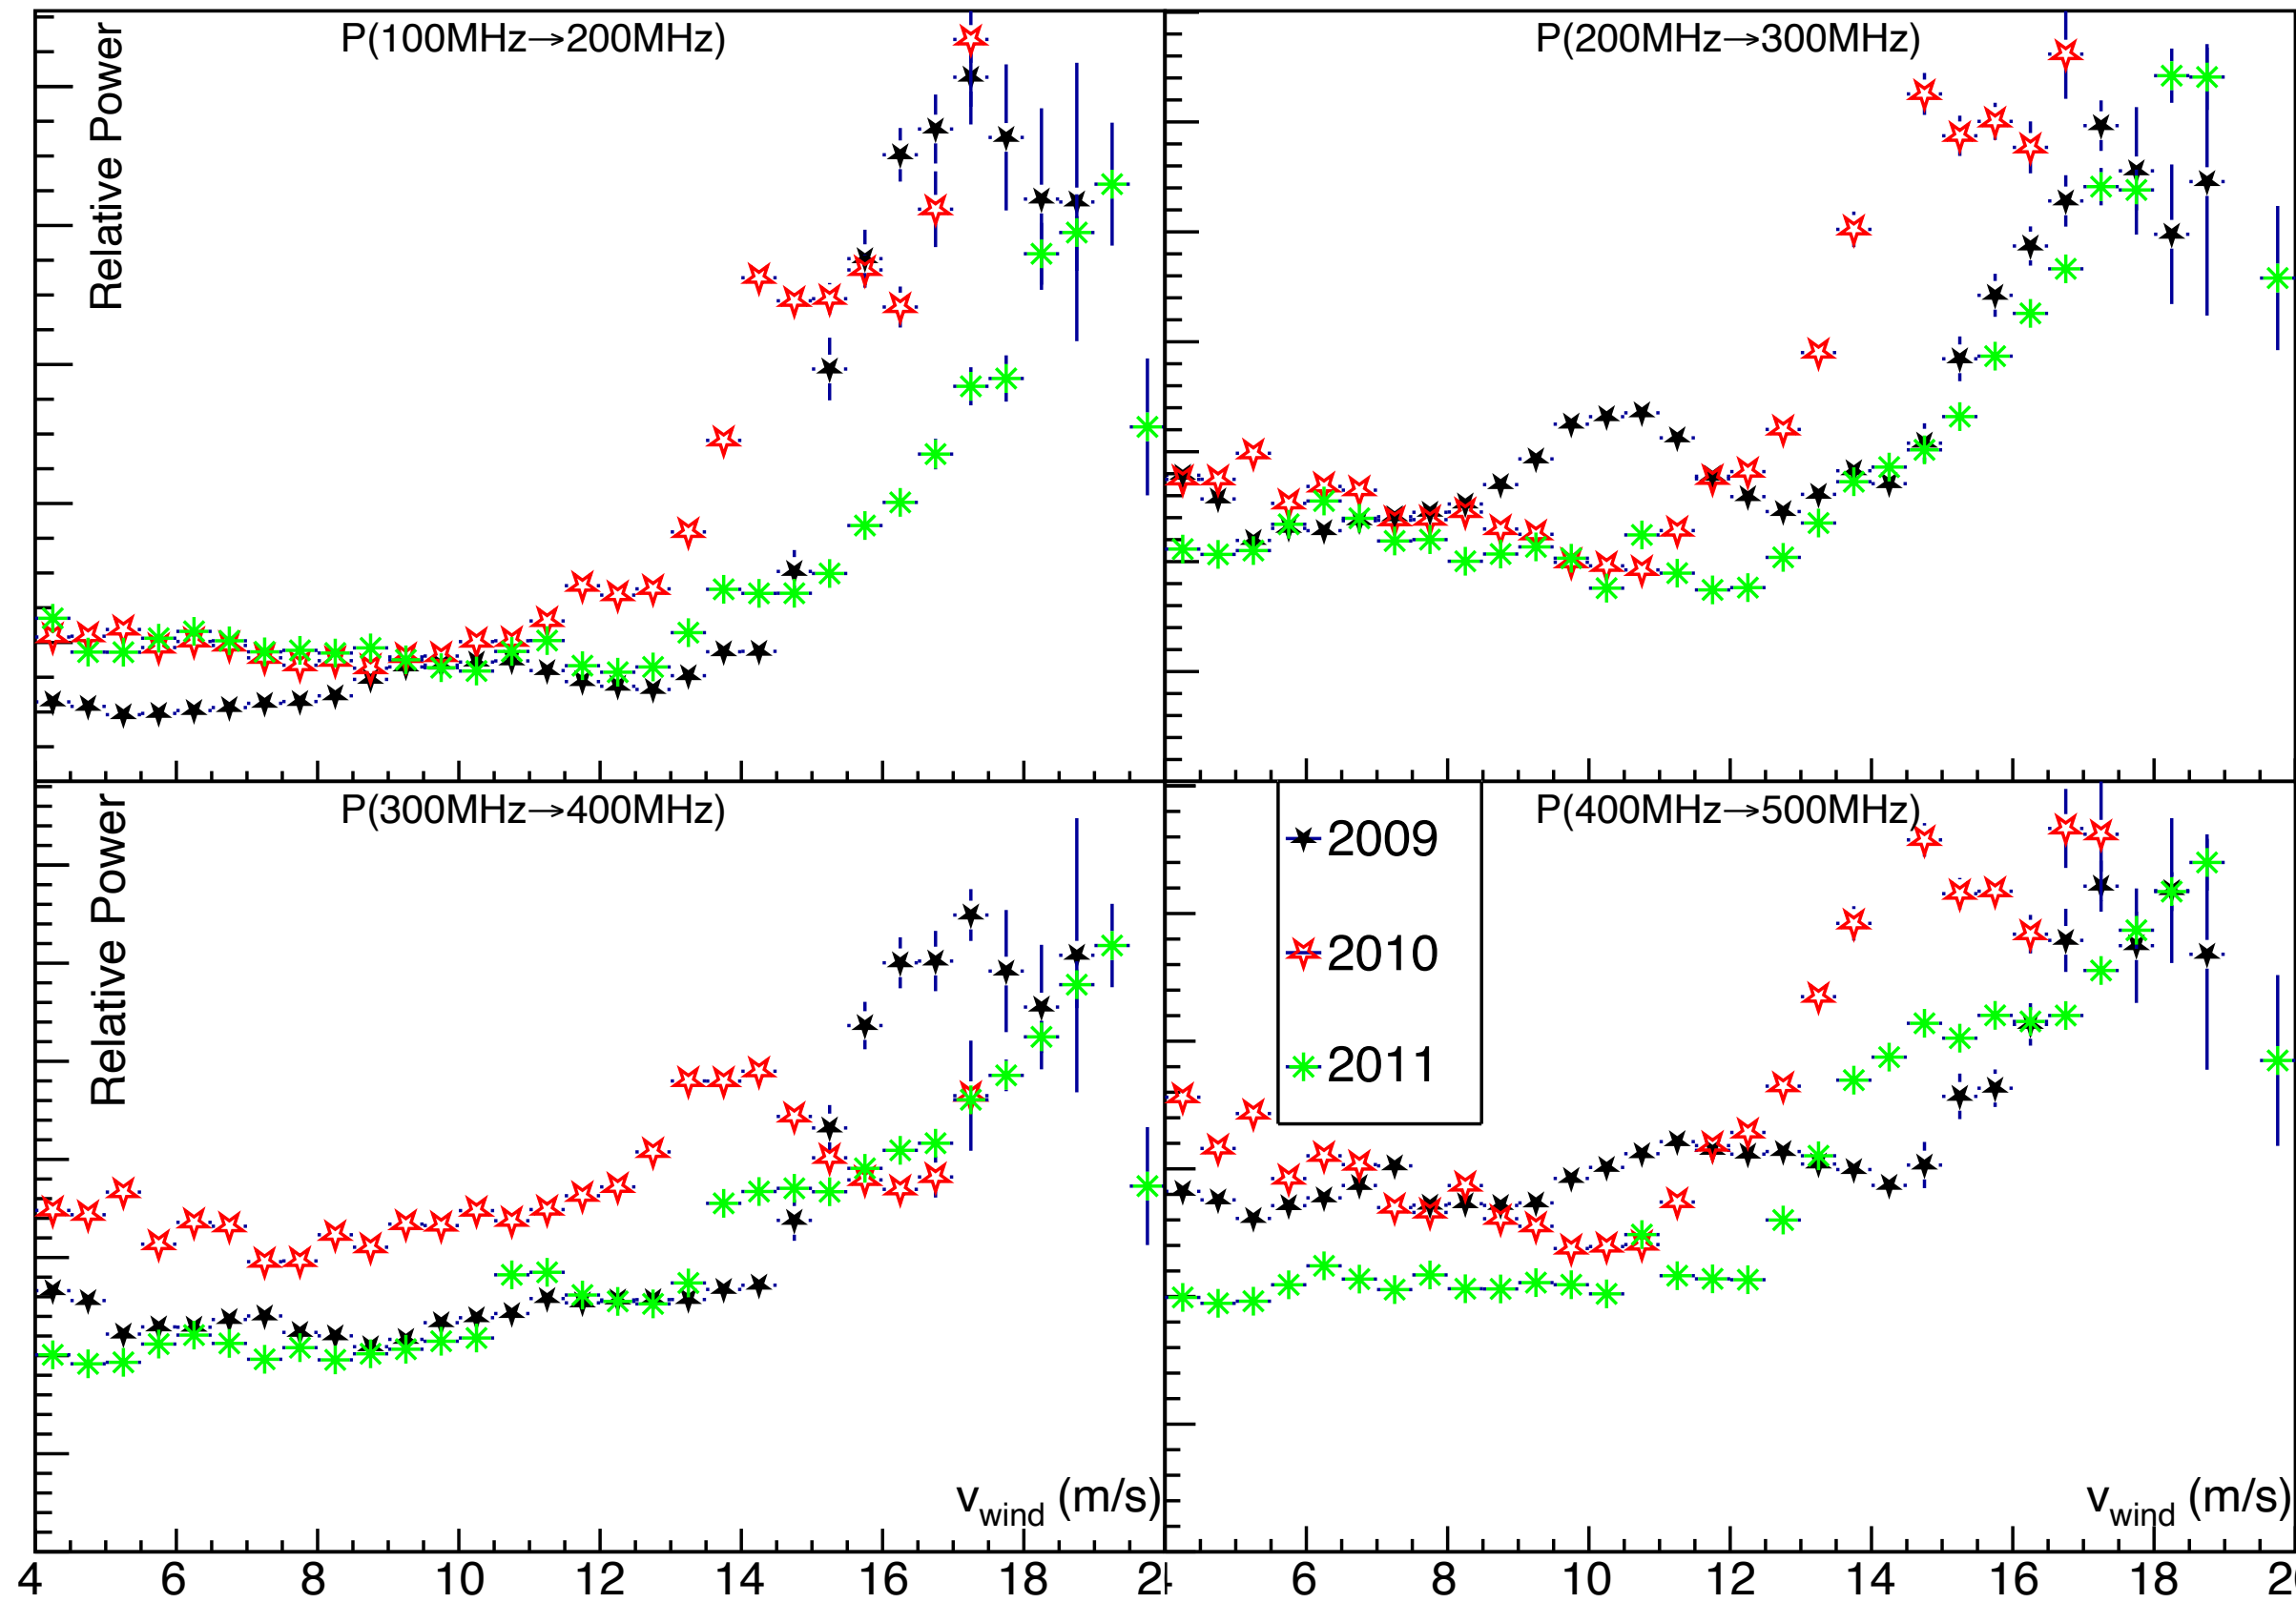 Relative Power
P(100MHz→200MHz)
P(200MHz→300MHz)
Relative Power
P(300MHz→400MHz)
P(400MHz→500MHz)
2009
2010
2011
v_wind (m/s)
v_wind (m/s)
4 6 8 10 12 14 16 18
6 8 10 12 14 16 18